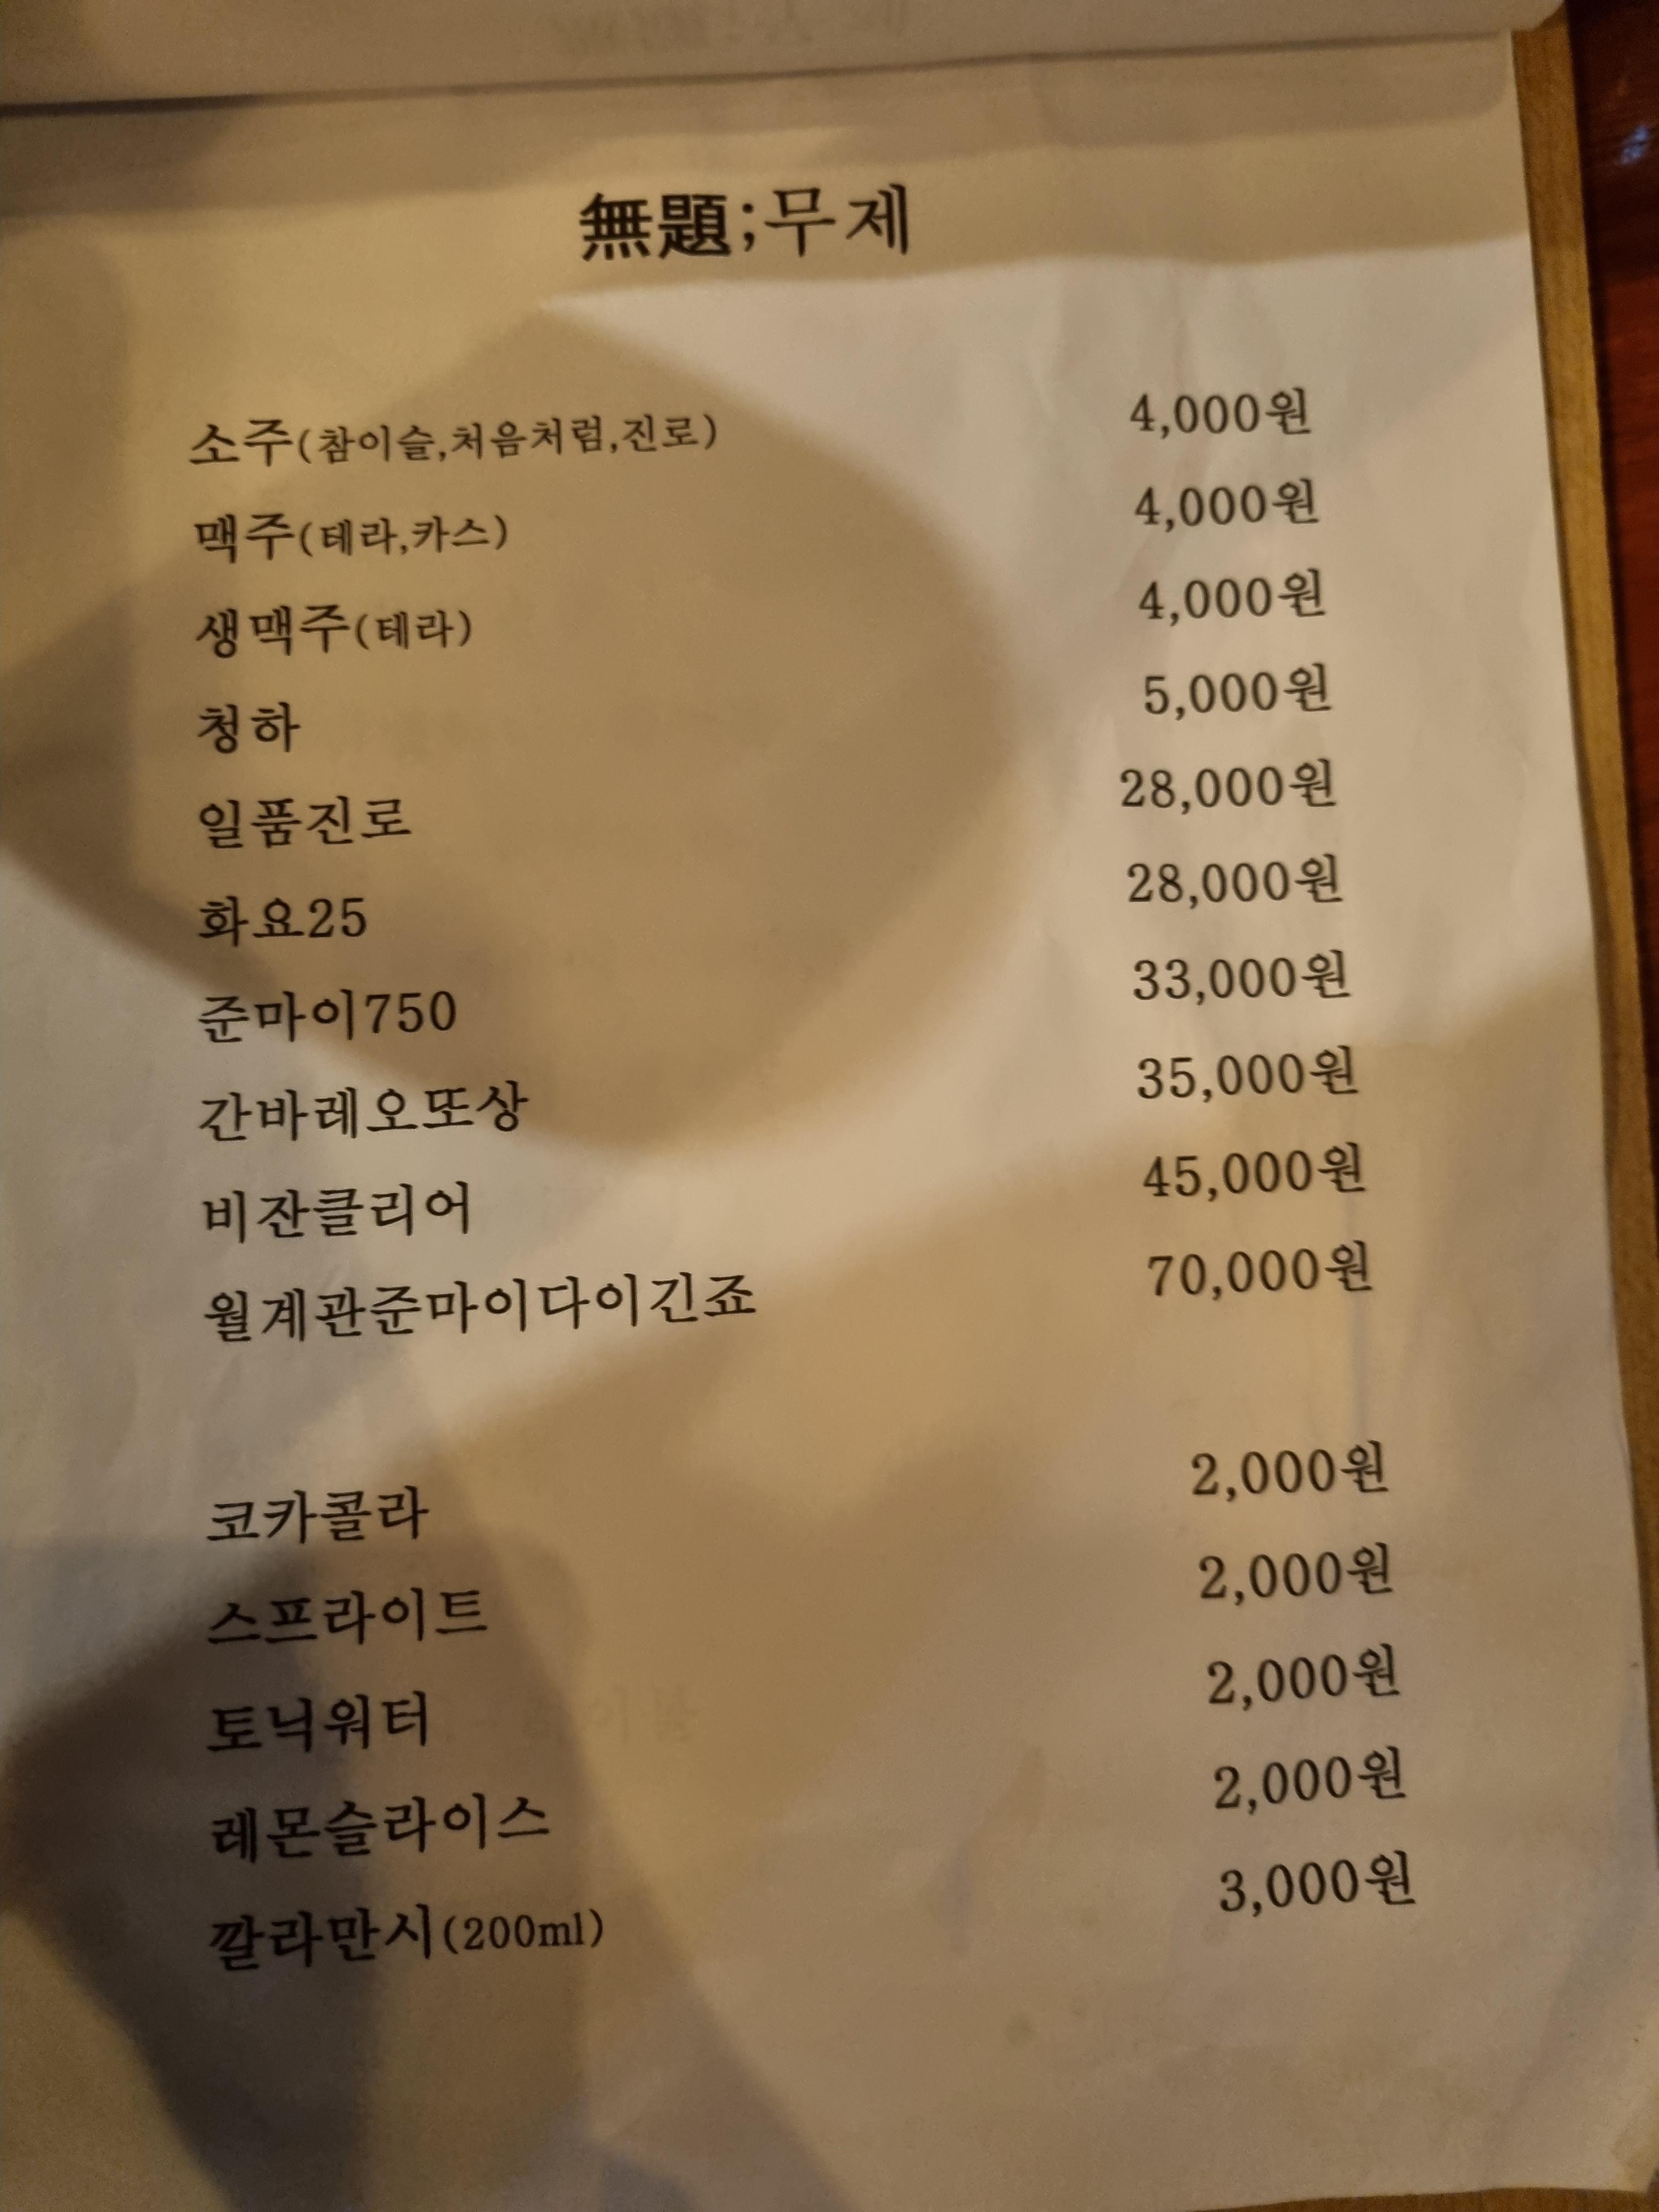 無題;무제
소주(참이슬,처음처럼,진로) 4,000원
맥주(테라,카스) 4,000원
생맥주(테라) 4,000원
청하 5,000원
일품진로 28,000원
화요25 28,000원
준마이750 33,000원
간바레오또상 35,000원
비잔클리어 45,000원
월계관준마이다이긴죠 70,000원
코카콜라 2,000원
스프라이트 2,000원
토닉워터 2,000원
레몬슬라이스 2,000원
깔라만시(200ml) 3,000원